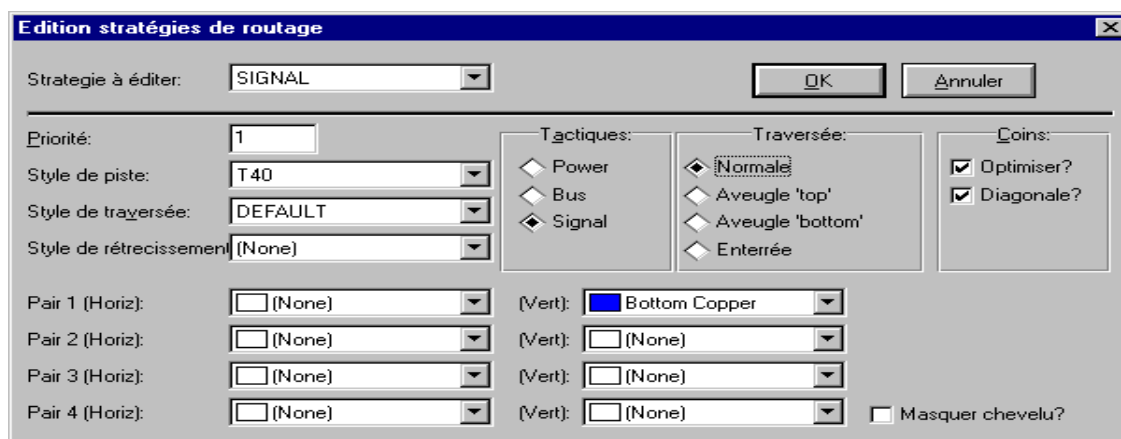 Edition stratégies de routage
Strategie à éditer: SIGNAL OK Annuler
Priorité: 1
Style de piste: T40
Style de traversée: DEFAULT
Style de rétrecissement (None)
Tactiques:
Power
Bus
Signal
Traversée:
Normale
Aveugle 'top'
Aveugle 'bottom'
Enterrée
Coins:
Optimiser?
Diagonale?
Pair 1 (Horiz): (None) (Vert): Bottom Copper
Pair 2 (Horiz): (None) (Vert): (None)
Pair 3 (Horiz): (None) (Vert): (None)
Pair 4 (Horiz): (None) (Vert): (None) Masquer chevelu?